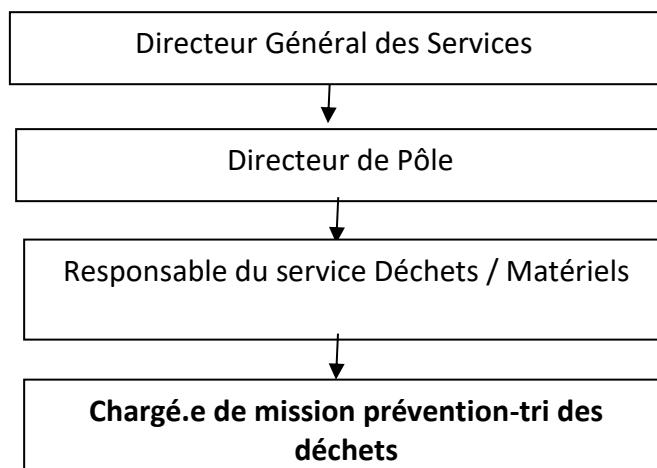 Directeur Général des Services
Directeur de Pôle
Responsable du service Déchets / Matériels
Chargé.e de mission prévention-tri des
déchets